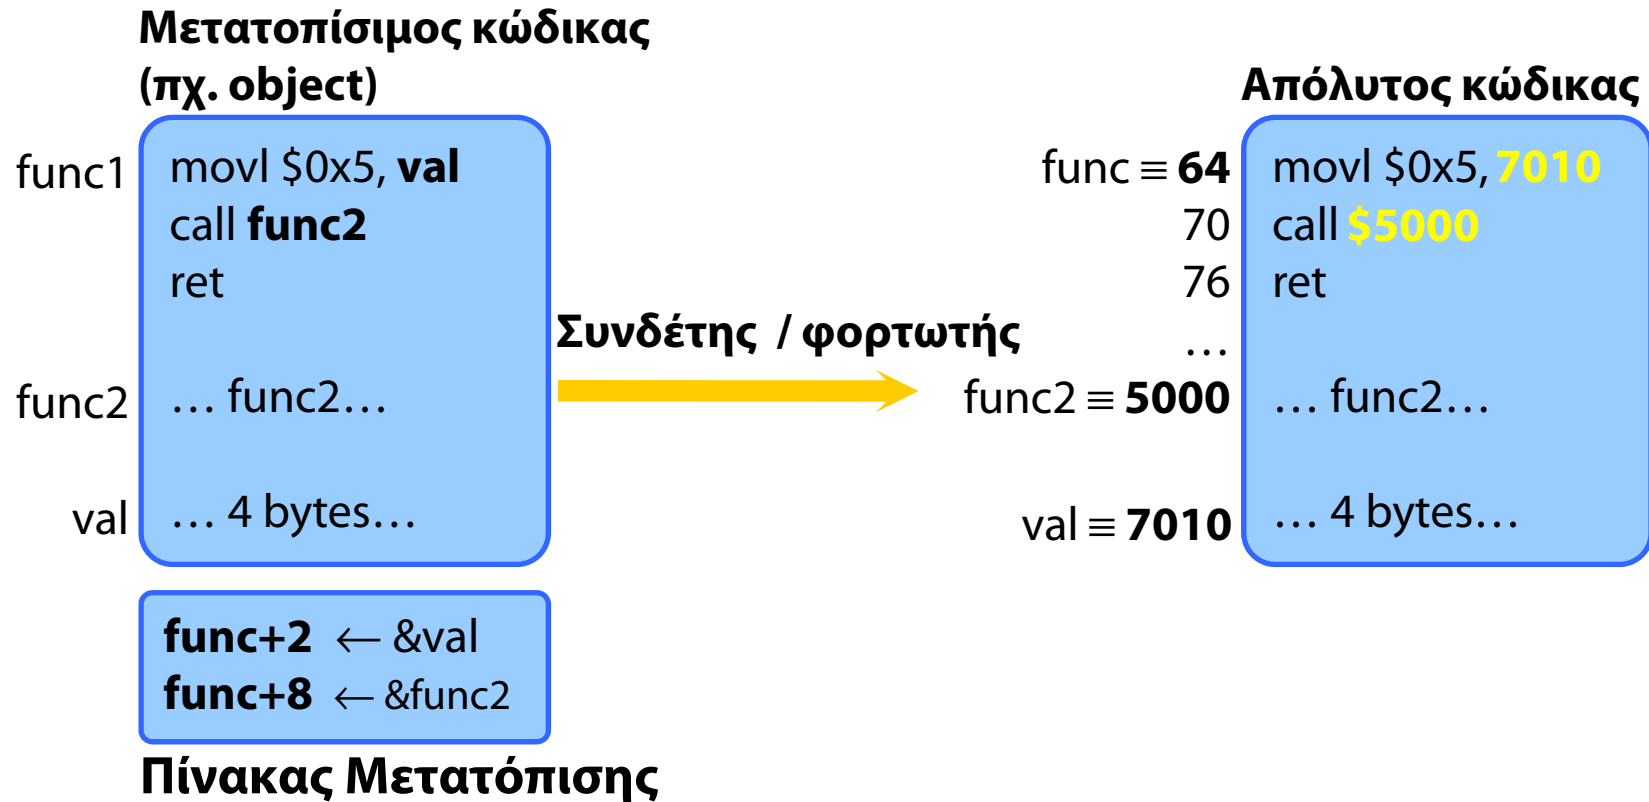 Μετατοπίσιμος κώδικας
(πχ. object)
func1
movl $0x5, val
call func2
ret
func2
… func2…
val
… 4 bytes…
func+2 ← &val
func+8 ← &func2
Πίνακας Μετατόπισης
Συνδέτης / φορτωτής
Απόλυτος κώδικας
func ≡ 64 movl $0x5, 7010
70 call $5000
76 ret
…
func2 ≡ 5000 … func2…
val ≡ 7010 … 4 bytes…